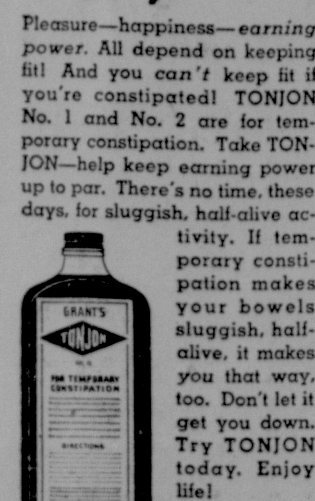 Pleasure—happiness—earning
power. All depend on keeping
fit! And you can't keep fit if
you're constipated! TONJON
No. 1 and No. 2 are for tem-
porary constipation. Take TON-
JON—help keep earning power
up to par. There's no time, these
days, for sluggish, half-alive ac-
tivity. If tem-
porary consti-
pation makes
your bowels
sluggish, half-
alive, it makes
you that way,
too. Don't let it
get you down.
Try TONJON
today. Enjoy
life!
GRANT'S
TONJON
FOR TEMPORARY
CONSTIPATION
DIRECTIONS